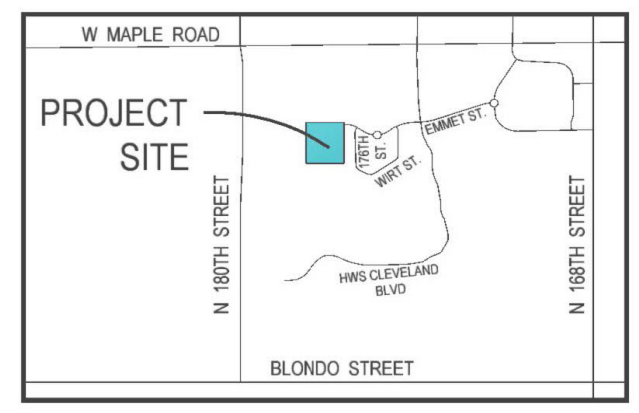 W MAPLE ROAD
PROJECT
SITE
176TH
ST.
EMMET ST.
WIRT ST.
N 180TH STREET
N 168TH STREET
HWS CLEVELAND
BLVD
BLONDO STREET